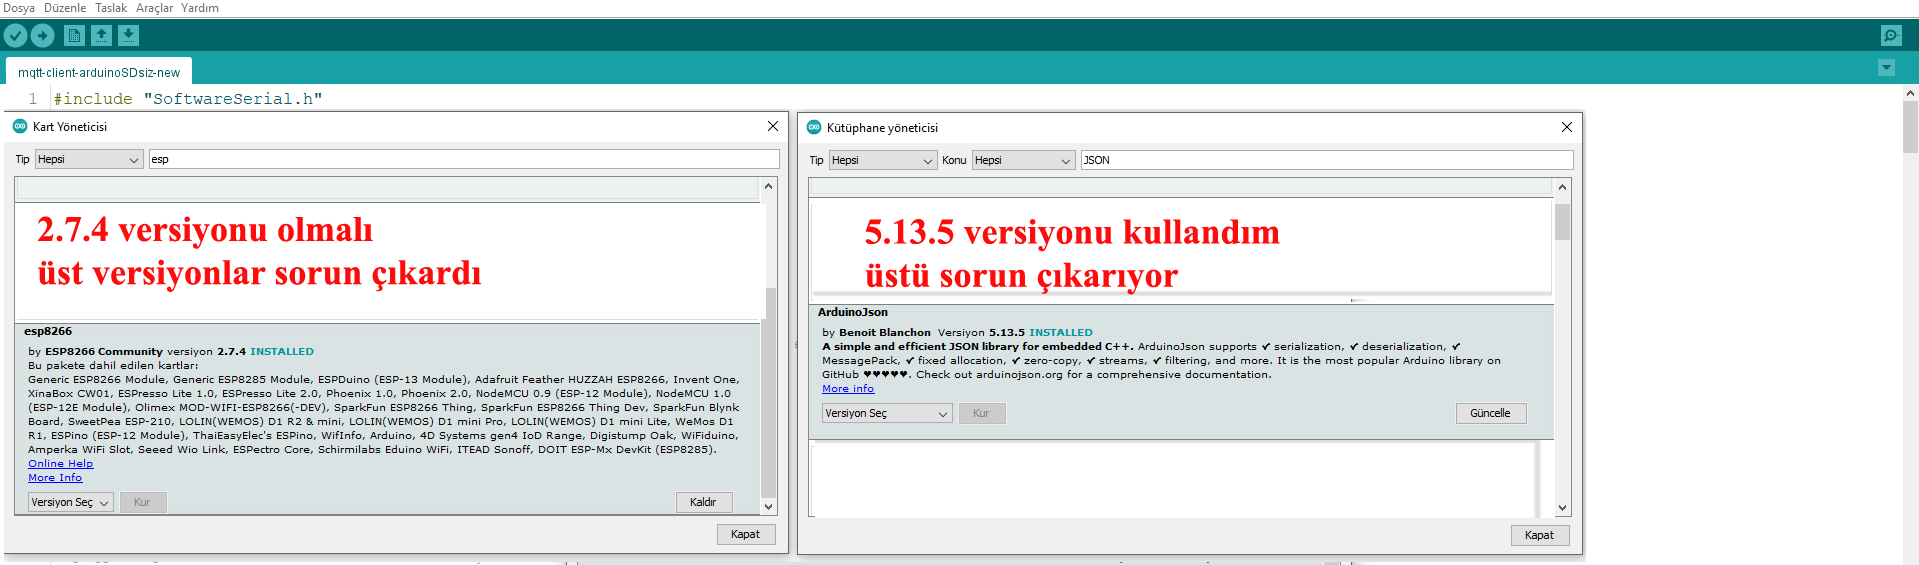 Dosya Düzenle Taslak Araçlar Yardım
mqtt-client-arduinoSDsiz-new
1 #include "SoftwareSerial.h"
Kart Yöneticisi
Tip Hepsi esp
2.7.4 versiyonu olmalı
üst versiyonlar sorun çıkardı
esp8266
by ESP8266 Community versiyon 2.7.4 INSTALLED
Bu pakete dahil edilen kartlar:
Generic ESP8266 Module, Generic ESP8285 Module, ESPDuino (ESP-13 Module), Adafruit Feather HUZZAH ESP8266, Invent One,
XinaBox CW01, ESPresso Lite 1.0, ESPresso Lite 2.0, Phoenix 1.0, Phoenix 2.0, NodeMCU 0.9 (ESP-12 Module), NodeMCU 1.0
(ESP-12E Module), Olimex MOD-WIFI-ESP8266(-DEV), SparkFun ESP8266 Thing, SparkFun ESP8266 Thing Dev, SparkFun Blynk
Board, SweetPea ESP-210, LOLIN(WEMOS) D1 R2 & mini, LOLIN(WEMOS) D1 mini Pro, LOLIN(WEMOS) D1 mini Lite, WeMos D1
R1, ESPino (ESP-12 Module), ThaiEasyElec's ESPino, WifInfo, Arduino, 4D Systems gen4 IoD Range, Digistump Oak, WiFiduino,
Amperka WiFi Slot, Seeed Wio Link, ESPectro Core, Schirmilabs Eduino WiFi, ITEAD Sonoff, DOIT ESP-Mx DevKit (ESP8285).
Online Help
More Info
Versiyon Seç Kur Kaldır
Kapat
Kütüphane yöneticisi
Tip Hepsi Konu Hepsi JSON
5.13.5 versiyonu kullandım
üstü sorun çıkarıyor
ArduinoJson
by Benoit Blanchon Versiyon 5.13.5 INSTALLED
A simple and efficient JSON library for embedded C++. ArduinoJson supports ✔ serialization, ✔ deserialization, ✔
MessagePack, ✔ fixed allocation, ✔ zero-copy, ✔ streams, ✔ filtering, and more. It is the most popular Arduino library on
GitHub ♥♥♥♥♥. Check out arduinojson.org for a comprehensive documentation.
More info
Versiyon Seç Kur Güncelle
Kapat